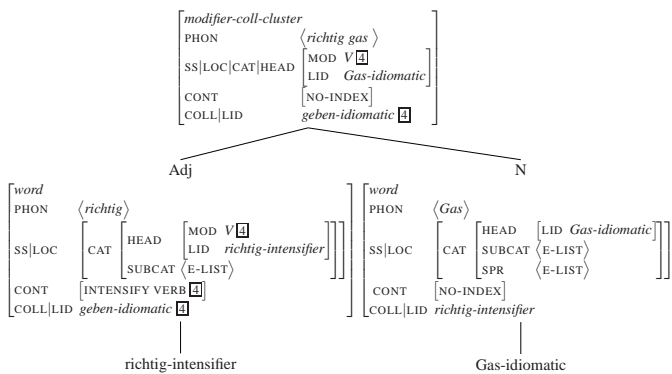 modifier-coll-cluster
PHON ⟨richtig gas ⟩
SS|LOC|CAT|HEAD [MOD V [4]
LID Gas-idiomatic]
CONT [NO-INDEX]
COLL|LID geben-idiomatic [4]
Adj N
word
PHON ⟨richtig⟩
SS|LOC [CAT [HEAD [MOD V [4]
LID richtig-intensifier]
SUBCAT ⟨E-LIST⟩]]
CONT [INTENSIFY VERB [4]]
COLL|LID geben-idiomatic [4]
word
PHON ⟨Gas⟩
SS|LOC [CAT [HEAD [LID Gas-idiomatic]
SUBCAT ⟨E-LIST⟩
SPR ⟨E-LIST⟩]]
CONT [NO-INDEX]
COLL|LID richtig-intensifier
richtig-intensifier Gas-idiomatic